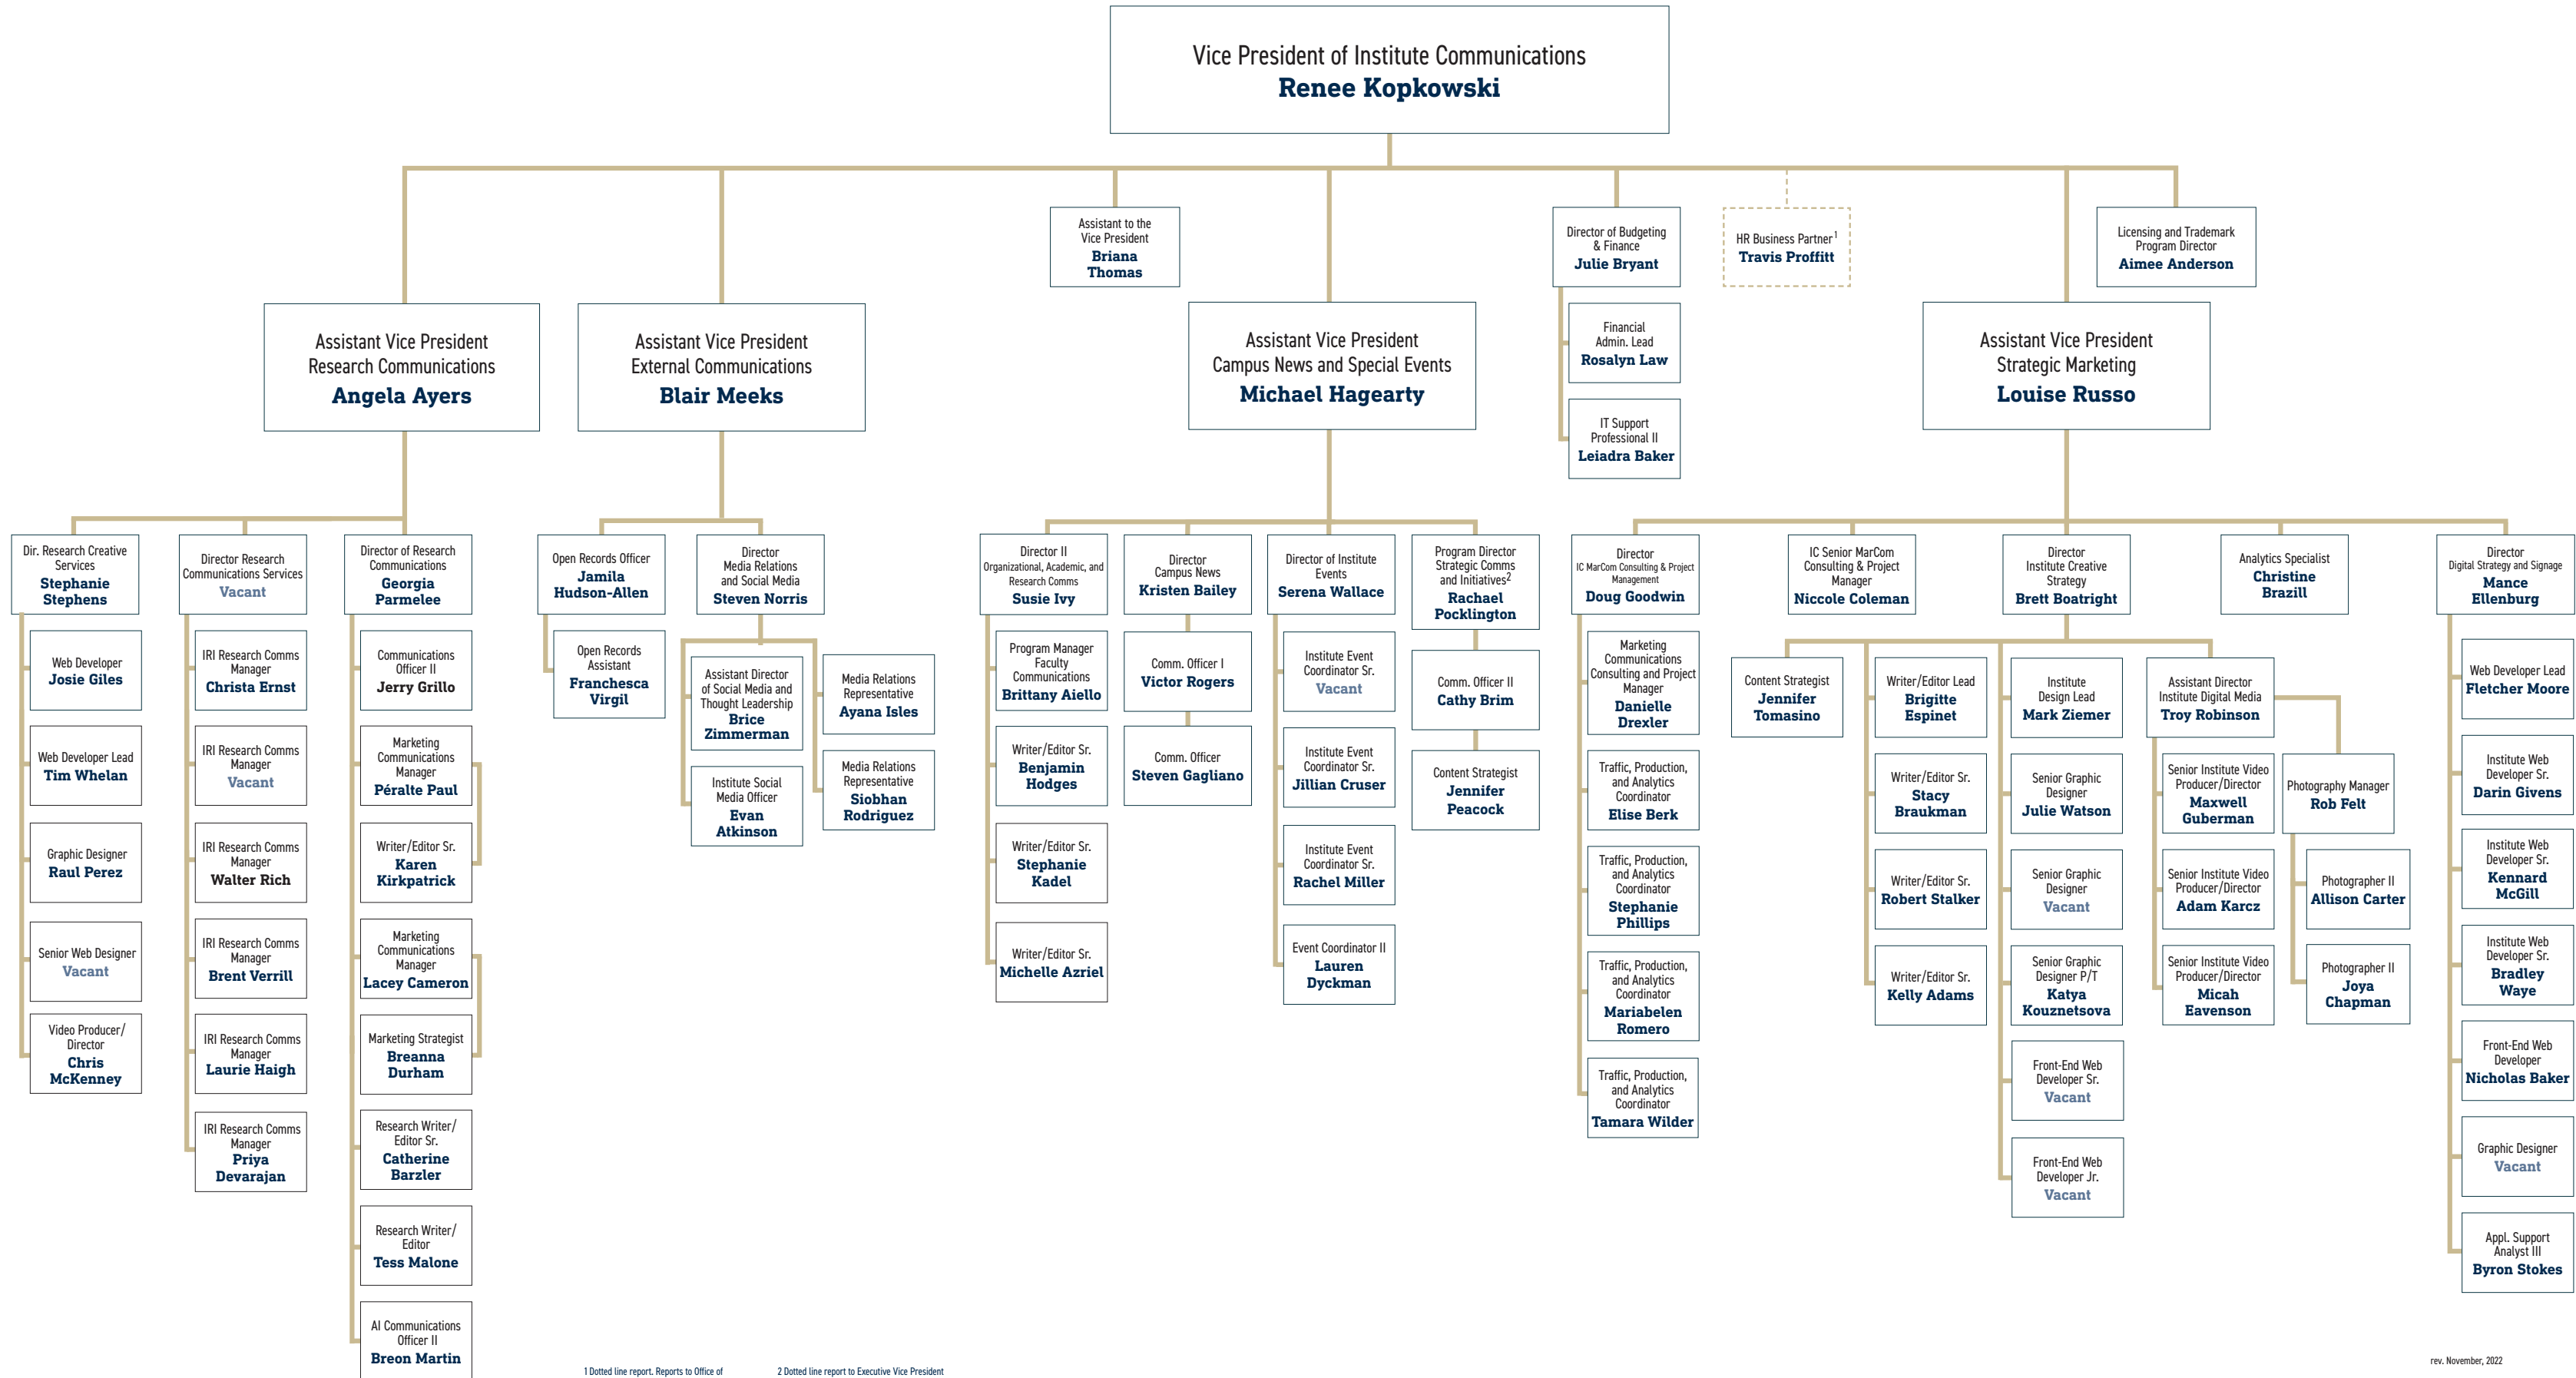 Vice President of Institute Communications
Renee Kopkowski
Assistant to the
Vice President
Briana
Thomas
Director of Budgeting
& Finance
Julie Bryant
HR Business Partner1
Travis Proffitt
Licensing and Trademark
Program Director
Aimee Anderson
Financial
Admin. Lead
Rosalyn Law
IT Support
Professional II
Leiadra Baker
Assistant Vice President
Research Communications
Angela Ayers
Assistant Vice President
External Communications
Blair Meeks
Assistant Vice President
Campus News and Special Events
Michael Hagearty
Assistant Vice President
Strategic Marketing
Louise Russo
Dir. Research Creative
Services
Stephanie
Stephens
Web Developer
Josie Giles
Web Developer Lead
Tim Whelan
Graphic Designer
Raul Perez
Senior Web Designer
Vacant
Video Producer/
Director
Chris
McKenney
Director Research
Communications Services
Vacant
IRI Research Comms
Manager
Christa Ernst
IRI Research Comms
Manager
Vacant
IRI Research Comms
Manager
Walter Rich
IRI Research Comms
Manager
Brent Verrill
IRI Research Comms
Manager
Laurie Haigh
IRI Research Comms
Manager
Priya
Devarajan
Director of Research
Communications
Georgia
Parmelee
Communications
Officer II
Jerry Grillo
Marketing
Communications
Manager
Péralte Paul
Writer/Editor Sr.
Karen
Kirkpatrick
Marketing
Communications
Manager
Lacey Cameron
Marketing Strategist
Breanna
Durham
Research Writer/
Editor Sr.
Catherine
Barzler
Research Writer/
Editor
Tess Malone
AI Communications
Officer II
Breon Martin
Open Records Officer
Jamila
Hudson-Allen
Open Records
Assistant
Franchesca
Virgil
Director
Media Relations
and Social Media
Steven Norris
Assistant Director
of Social Media and
Thought Leadership
Brice
Zimmerman
Institute Social
Media Officer
Evan
Atkinson
Media Relations
Representative
Ayana Isles
Media Relations
Representative
Siobhan
Rodriguez
Director II
Organizational, Academic, and
Research Comms
Susie Ivy
Program Manager
Faculty
Communications
Brittany Aiello
Writer/Editor Sr.
Benjamin
Hodges
Writer/Editor Sr.
Stephanie
Kadel
Writer/Editor Sr.
Michelle Azriel
Director
Campus News
Kristen Bailey
Comm. Officer I
Victor Rogers
Comm. Officer
Steven Gagliano
Director of Institute
Events
Serena Wallace
Institute Event
Coordinator Sr.
Vacant
Institute Event
Coordinator Sr.
Jillian Cruser
Institute Event
Coordinator Sr.
Rachel Miller
Event Coordinator II
Lauren
Dyckman
Program Director
Strategic Comms
and Initiatives2
Rachael
Pocklington
Comm. Officer II
Cathy Brim
Content Strategist
Jennifer
Peacock
Director
IC MarCom Consulting & Project
Management
Doug Goodwin
Marketing
Communications
Consulting and Project
Manager
Danielle
Drexler
Traffic, Production,
and Analytics
Coordinator
Elise Berk
Traffic, Production,
and Analytics
Coordinator
Stephanie
Phillips
Traffic, Production,
and Analytics
Coordinator
Mariabelen
Romero
Traffic, Production,
and Analytics
Coordinator
Tamara Wilder
IC Senior MarCom
Consulting & Project
Manager
Niccole Coleman
Director
Institute Creative
Strategy
Brett Boatright
Content Strategist
Jennifer
Tomasino
Writer/Editor Lead
Brigitte
Espinet
Writer/Editor Sr.
Stacy
Braukman
Writer/Editor Sr.
Robert Stalker
Writer/Editor Sr.
Kelly Adams
Institute
Design Lead
Mark Ziemer
Senior Graphic
Designer
Julie Watson
Senior Graphic
Designer
Vacant
Senior Graphic
Designer P/T
Katya
Kouznetsova
Front-End Web
Developer Sr.
Vacant
Front-End Web
Developer Jr.
Vacant
Assistant Director
Institute Digital Media
Troy Robinson
Senior Institute Video
Producer/Director
Maxwell
Guberman
Senior Institute Video
Producer/Director
Adam Karcz
Senior Institute Video
Producer/Director
Micah
Eavenson
Photography Manager
Rob Felt
Photographer II
Allison Carter
Photographer II
Joya
Chapman
Analytics Specialist
Christine
Brazill
Director
Digital Strategy and Signage
Mance
Ellenburg
Web Developer Lead
Fletcher Moore
Institute Web
Developer Sr.
Darin Givens
Institute Web
Developer Sr.
Kennard
McGill
Institute Web
Developer Sr.
Bradley
Waye
Front-End Web
Developer
Nicholas Baker
Graphic Designer
Vacant
Appl. Support
Analyst III
Byron Stokes
1 Dotted line report. Reports to Office of
2 Dotted line report to Executive Vice President
rev. November, 2022